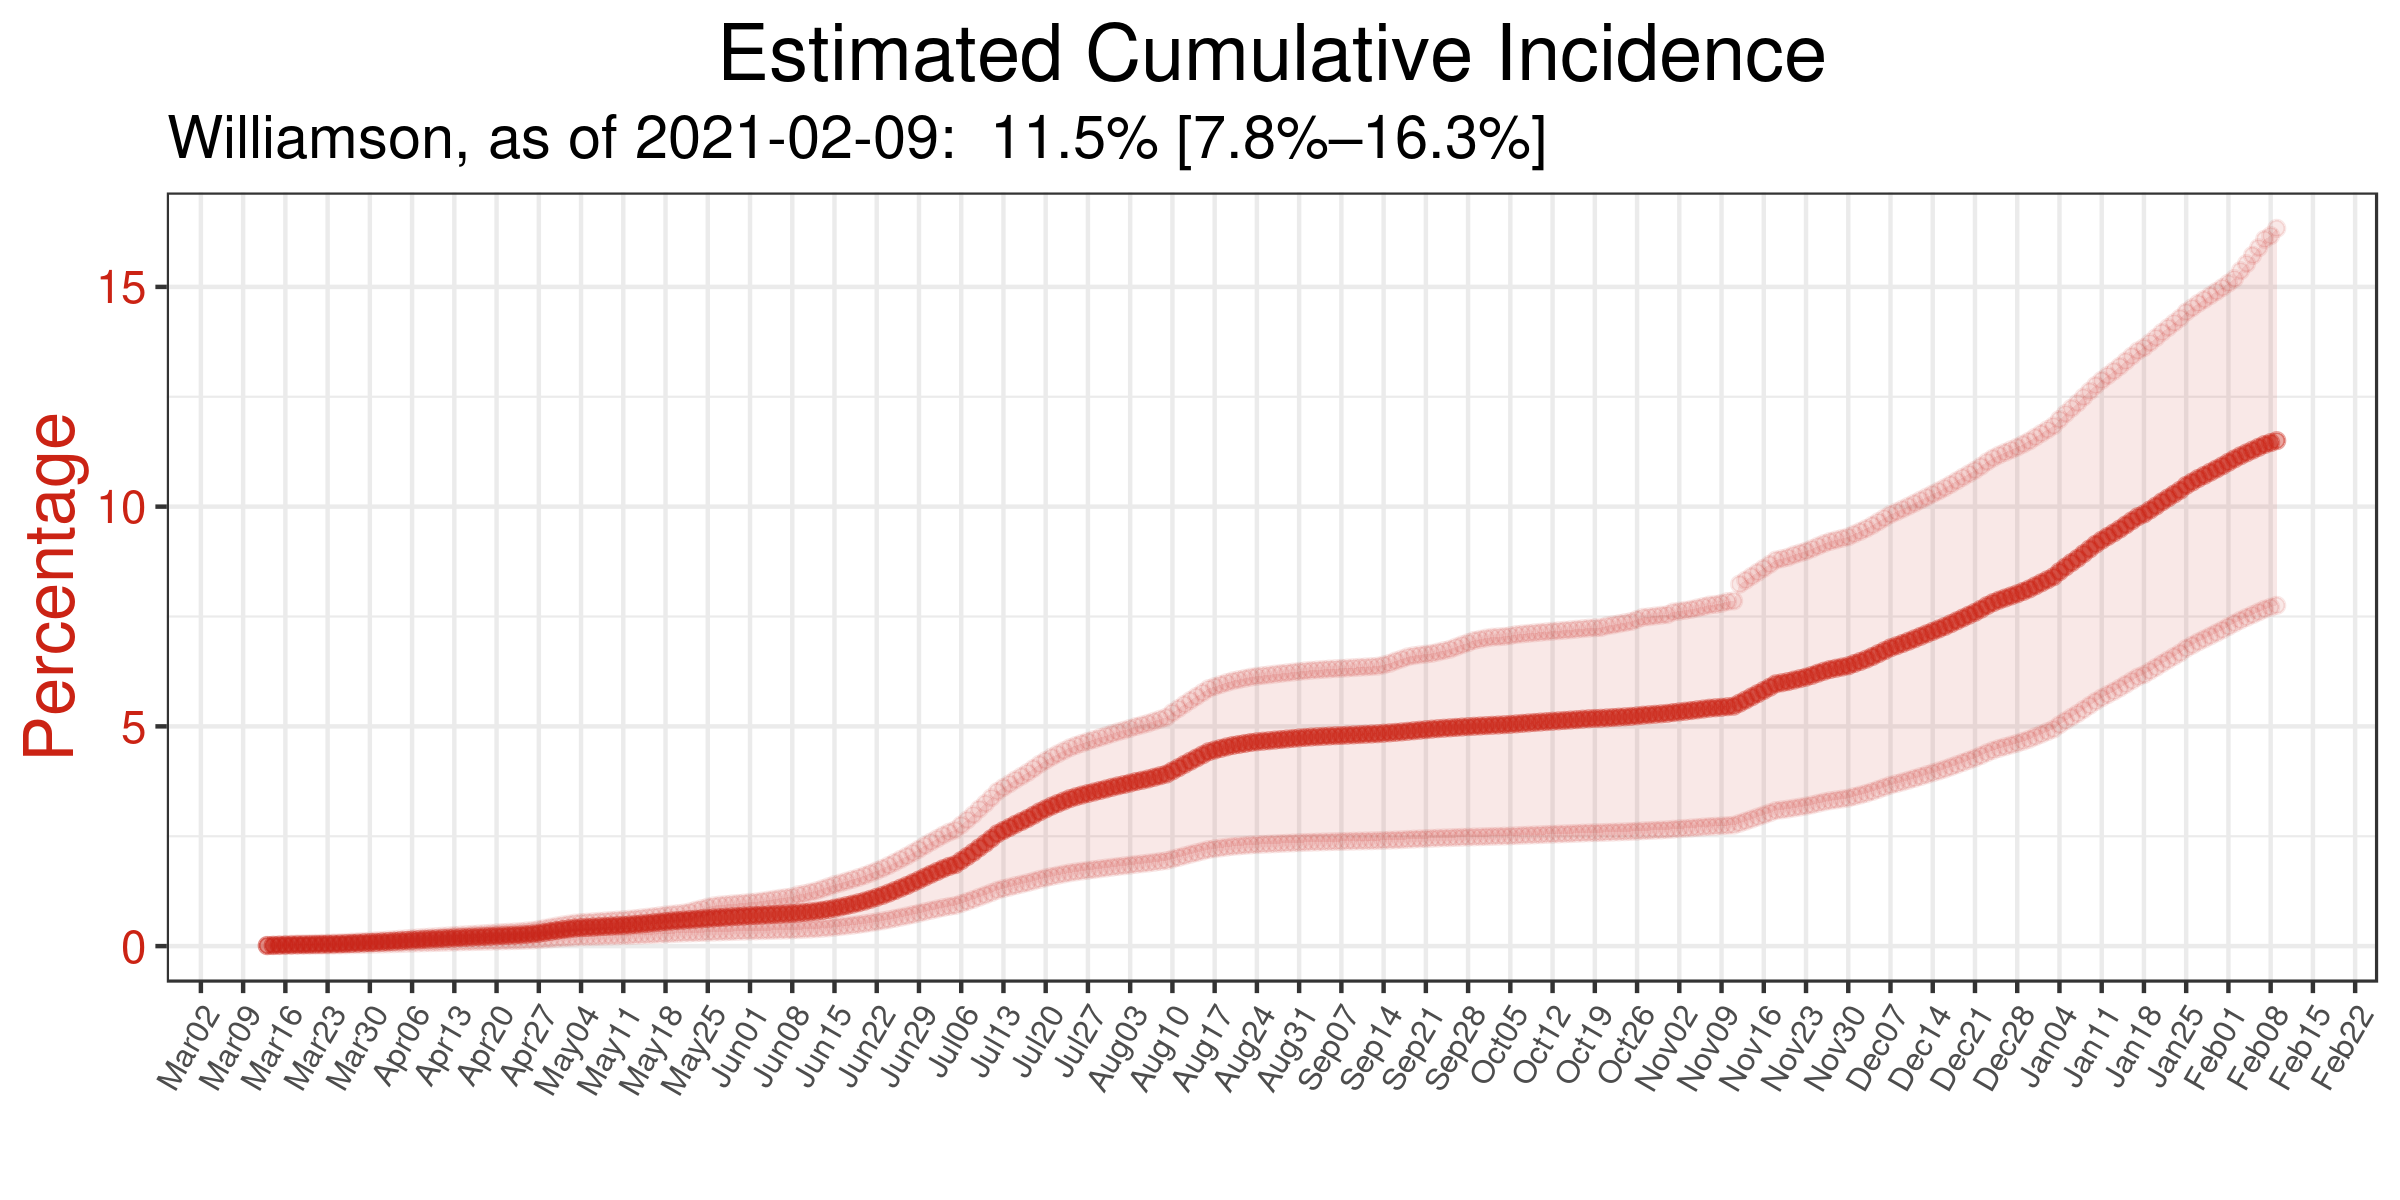 Estimated Cumulative Incidence
Williamson, as of 2021-02-09:  11.5% [7.8%–16.3%]
Percentage
15
10
5
0
Mar02
Mar09
Mar16
Mar23
Mar30
Apr06
Apr13
Apr20
Apr27
May04
May11
May18
May25
Jun01
Jun08
Jun15
Jun22
Jun29
Jul06
Jul13
Jul20
Jul27
Aug03
Aug10
Aug17
Aug24
Aug31
Sep07
Sep14
Sep21
Sep28
Oct05
Oct12
Oct19
Oct26
Nov02
Nov09
Nov16
Nov23
Nov30
Dec07
Dec14
Dec21
Dec28
Jan04
Jan11
Jan18
Jan25
Feb01
Feb08
Feb15
Feb22